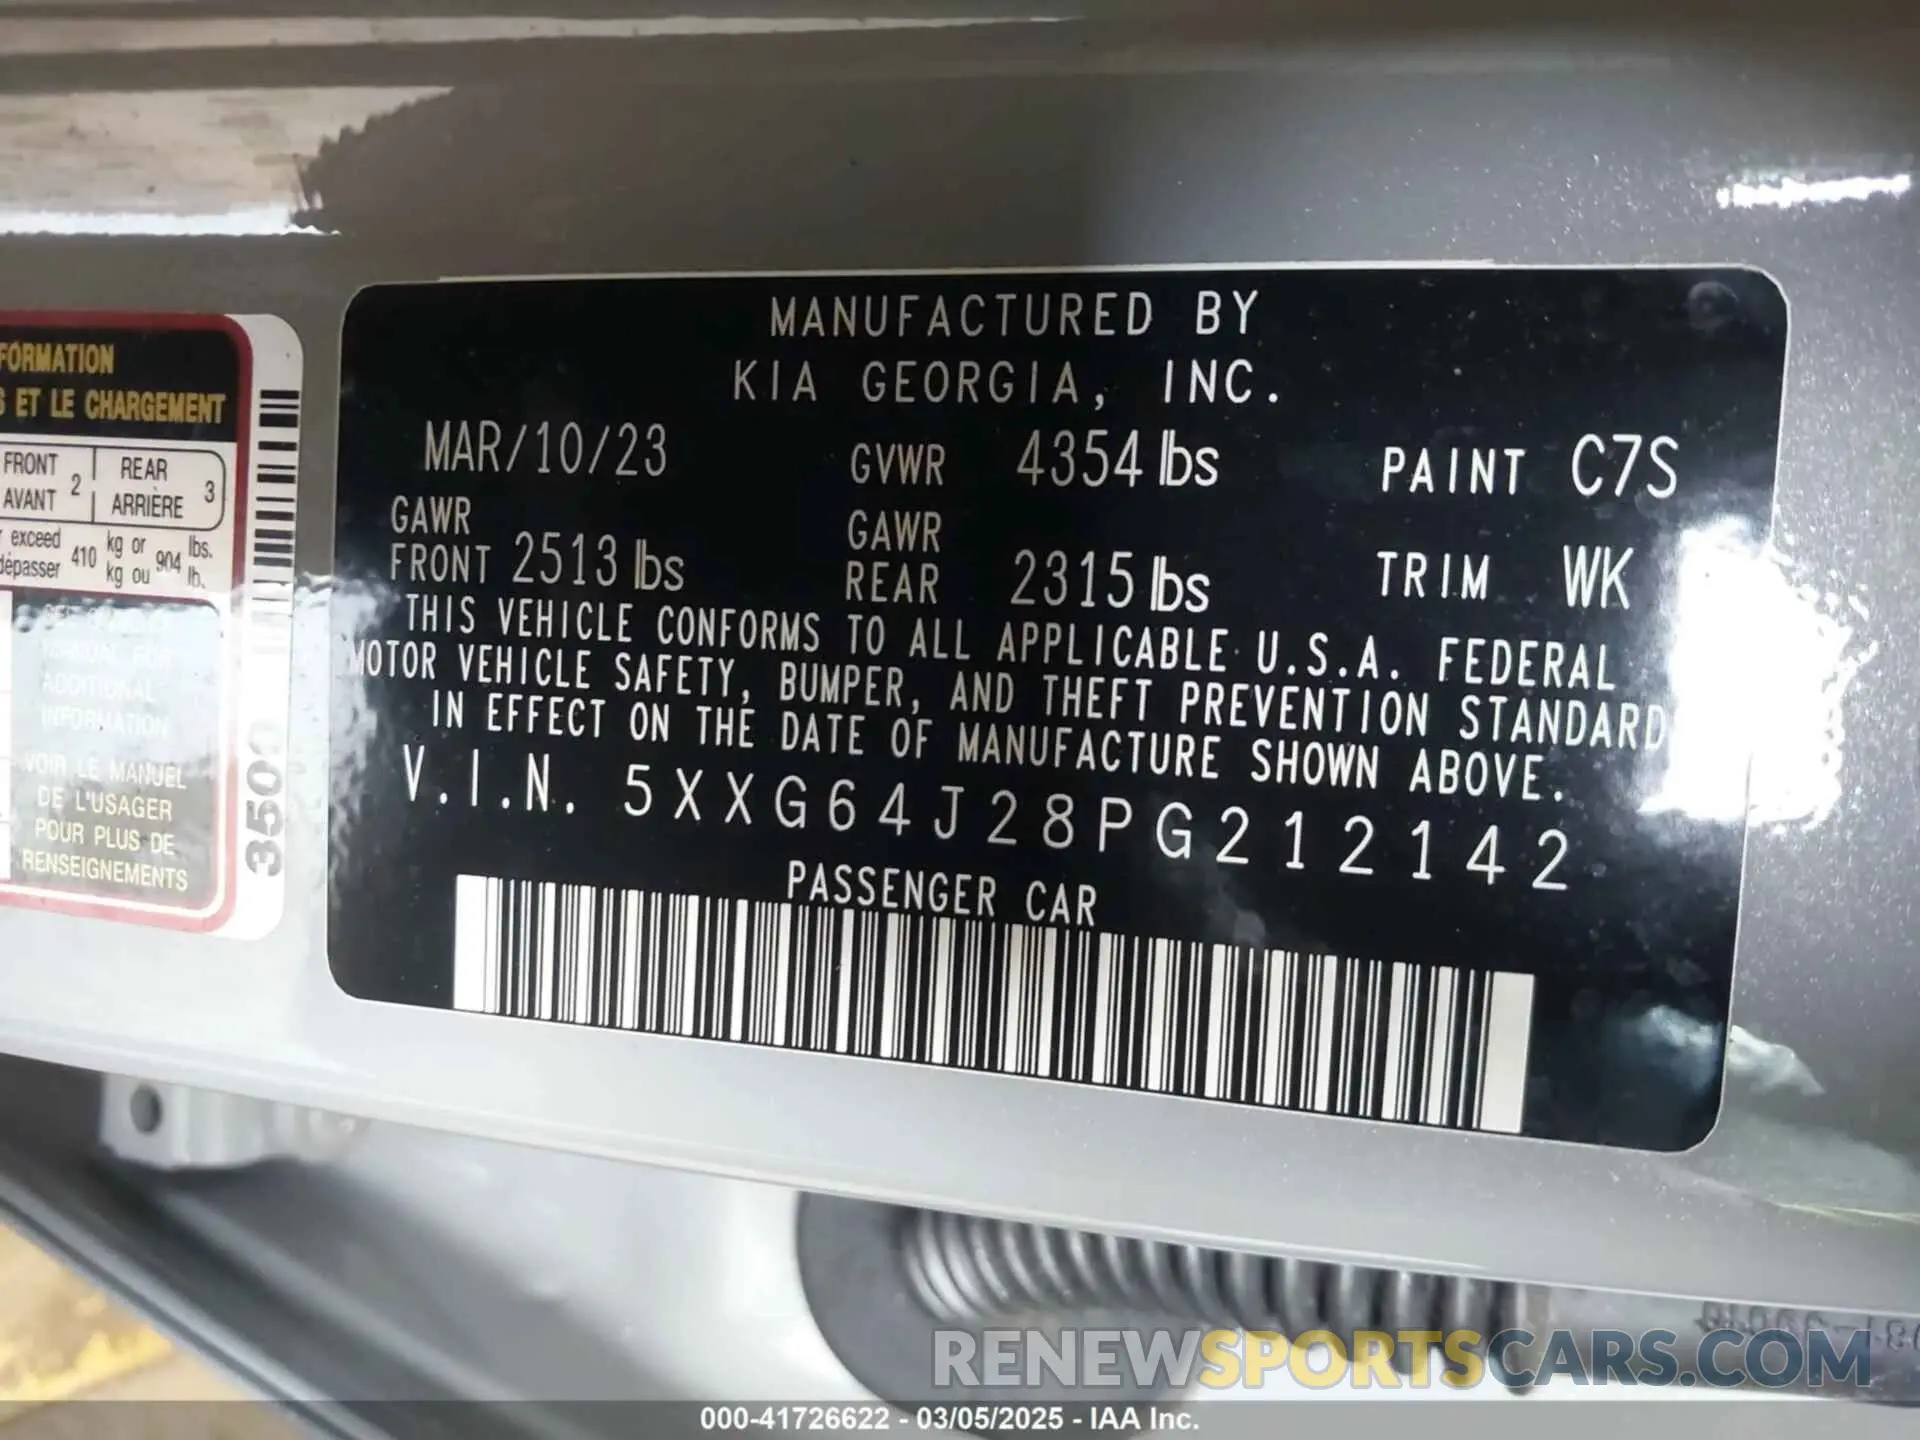 MANUFACTURED BY
KIA GEORGIA, INC.
MAR/10/23 GVWR 4354 lbs PAINT C7S
GAWR FRONT 2513 lbs GAWR REAR 2315 lbs TRIM WK
THIS VEHICLE CONFORMS TO ALL APPLICABLE U.S.A. FEDERAL
MOTOR VEHICLE SAFETY, BUMPER, AND THEFT PREVENTION STANDARD
IN EFFECT ON THE DATE OF MANUFACTURE SHOWN ABOVE.
V.I.N. 5XXG64J28PG212142
PASSENGER CAR
FORMATION
S ET LE CHARGEMENT
FRONT AVANT 2 REAR ARRIÈRE 3
exceed dépasser 410 kg or kg ou 904 lbs. lb.
MANUAL FOR
ADDITIONAL
INFORMATION
VOIR LE MANUEL
DE L'USAGER
POUR PLUS DE
RENSEIGNEMENTS
RENEWSPORTSCARS.COM
000-41726622 - 03/05/2025 - IAA Inc.